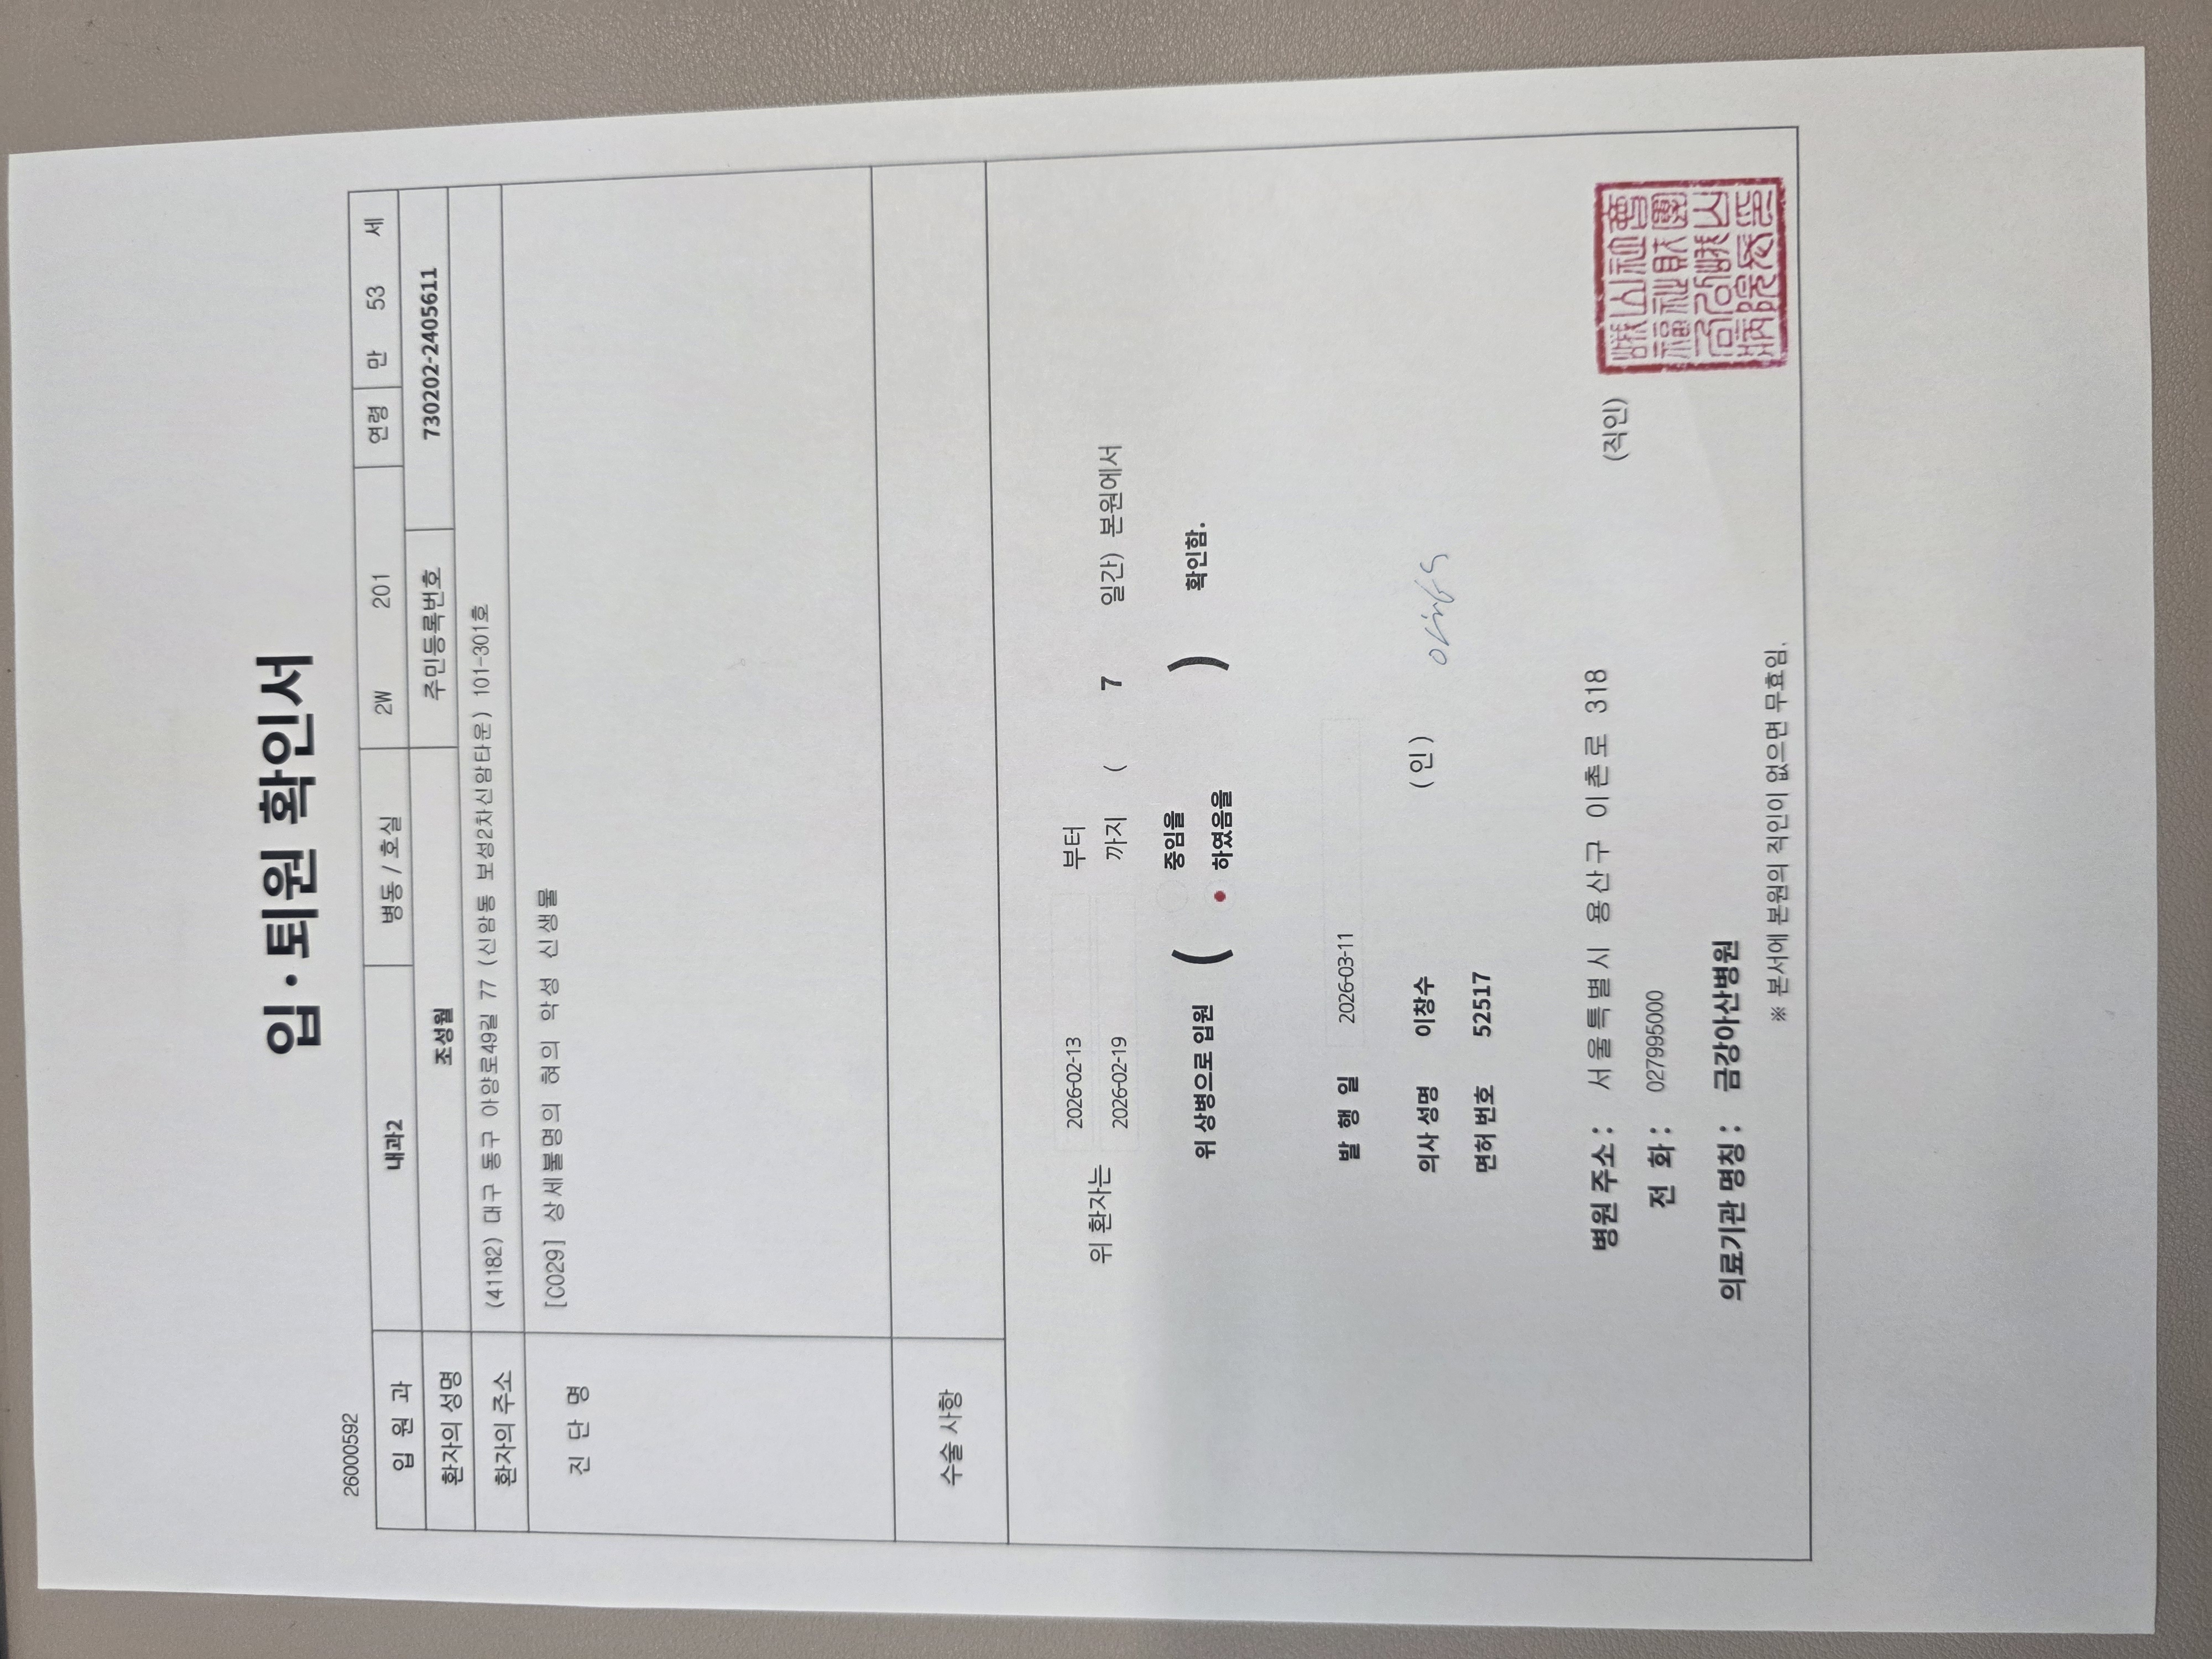 입·퇴원 확인서
26000592
입 원 과 내과2 병동 / 호실 2W 201 연령 만 53 세
환자의 성명 조성월 주민등록번호 730202-2405611
환자의 주소 (41182) 대구 동구 아양로49길 77 (신암동 보성2차신암타운) 101-301호
진 단 명 [C029] 상세불명의 혀의 악성 신생물
수술 사항
위 환자는 2026-02-13 부터
2026-02-19 까지 ( 7 일간) 본원에서
위 상병으로 입원 ( 중임을
하였음을 ) 확인함.
발 행 일 2026-03-11
의사 성명 이창수 (인)
면허 번호 52517
병원 주소 : 서울특별시 용산구 이촌로 318
전 화 : 027995000
의료기관 명칭 : 금강아산병원 (직인)
※ 본서에 본원의 직인이 없으면 무효임.